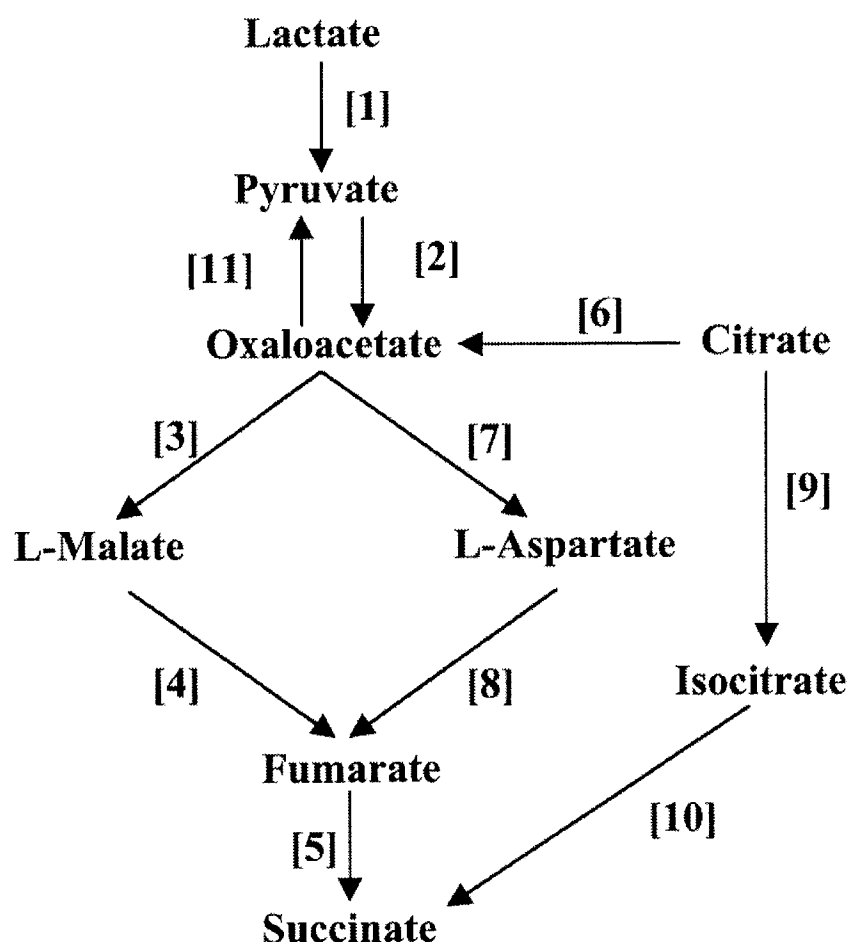 Lactate
[1]
Pyruvate
[11]
[2]
[6]
Oxaloacetate
Citrate
[3]
[7]
[9]
L-Malate
L-Aspartate
[4]
[8]
Isocitrate
Fumarate
[10]
[5]
Succinate